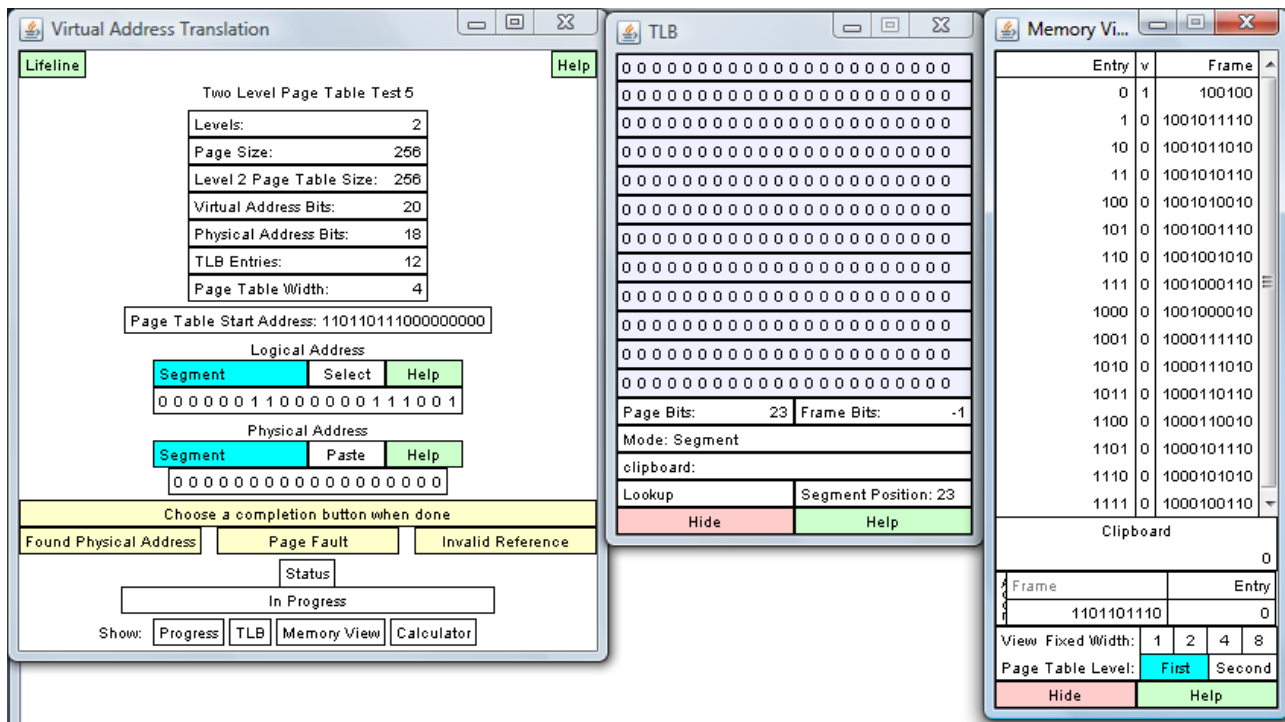 Virtual Address Translation
Lifeline
Help
Two Level Page Table Test 5
Levels: 2
Page Size: 256
Level 2 Page Table Size: 256
Virtual Address Bits: 20
Physical Address Bits: 18
TLB Entries: 12
Page Table Width: 4
Page Table Start Address: 110110111000000000
Logical Address
Segment Select Help
0 0 0 0 0 0 1 1 0 0 0 0 0 0 1 1 1 0 0 1
Physical Address
Segment Paste Help
0 0 0 0 0 0 0 0 0 0 0 0 0 0 0 0 0 0
Choose a completion button when done
Found Physical Address Page Fault Invalid Reference
Status
In Progress
Show: Progress TLB Memory View Calculator
TLB
0 0 0 0 0 0 0 0 0 0 0 0 0 0 0 0 0 0 0 0 0 0 0
0 0 0 0 0 0 0 0 0 0 0 0 0 0 0 0 0 0 0 0 0 0 0
0 0 0 0 0 0 0 0 0 0 0 0 0 0 0 0 0 0 0 0 0 0 0
0 0 0 0 0 0 0 0 0 0 0 0 0 0 0 0 0 0 0 0 0 0 0
0 0 0 0 0 0 0 0 0 0 0 0 0 0 0 0 0 0 0 0 0 0 0
0 0 0 0 0 0 0 0 0 0 0 0 0 0 0 0 0 0 0 0 0 0 0
0 0 0 0 0 0 0 0 0 0 0 0 0 0 0 0 0 0 0 0 0 0 0
0 0 0 0 0 0 0 0 0 0 0 0 0 0 0 0 0 0 0 0 0 0 0
0 0 0 0 0 0 0 0 0 0 0 0 0 0 0 0 0 0 0 0 0 0 0
0 0 0 0 0 0 0 0 0 0 0 0 0 0 0 0 0 0 0 0 0 0 0
0 0 0 0 0 0 0 0 0 0 0 0 0 0 0 0 0 0 0 0 0 0 0
0 0 0 0 0 0 0 0 0 0 0 0 0 0 0 0 0 0 0 0 0 0 0
Page Bits: 23 Frame Bits: -1
Mode: Segment
clipboard:
Lookup Segment Position: 23
Hide Help
Memory Vi...
Entry v Frame
0 1 100100
1 0 1001011110
10 0 1001011010
11 0 1001010110
100 0 1001010010
101 0 1001001110
110 0 1001001010
111 0 1001000110
1000 0 1001000010
1001 0 1000111110
1010 0 1000111010
1011 0 1000110110
1100 0 1000110010
1101 0 1000101110
1110 0 1000101010
1111 0 1000100110
Clipboard
0
Frame Entry
1101101110 0
View Fixed Width: 1 2 4 8
Page Table Level: First Second
Hide Help